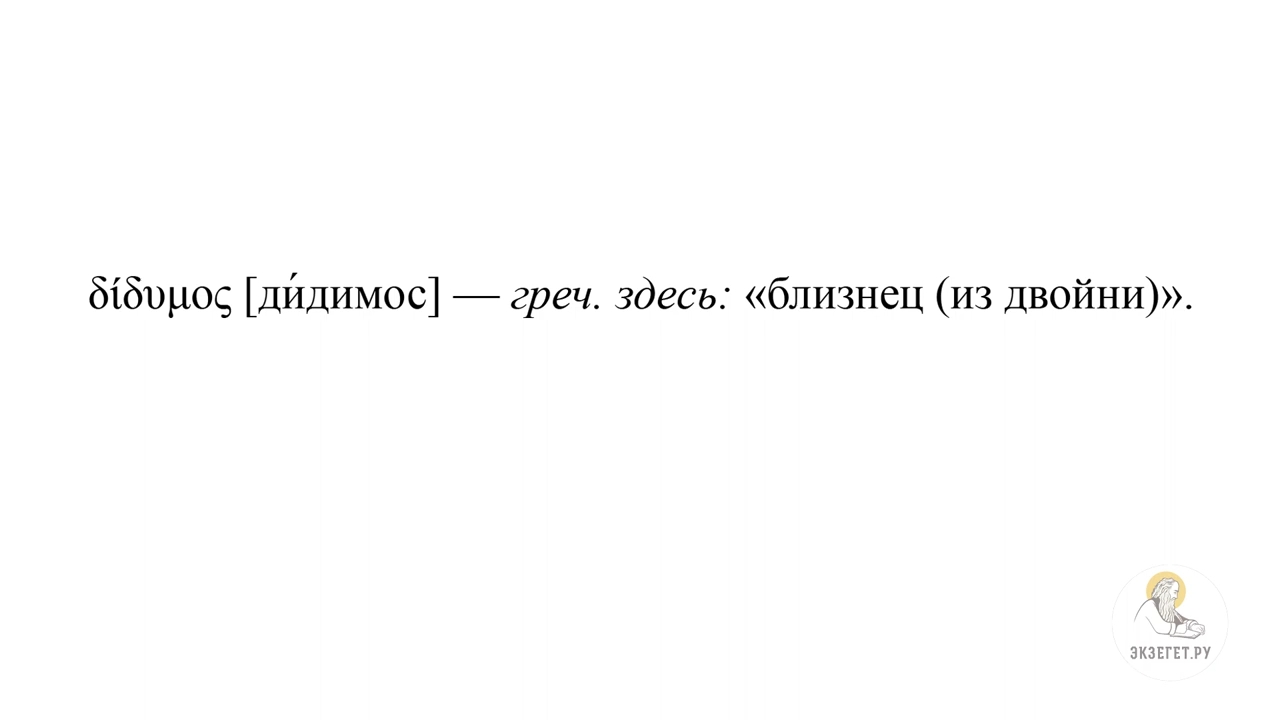 δίδυμος [ди́димос] — греч. здесь: «близнец (из двойни)».
ЭКЗЕГЕТ.РУ